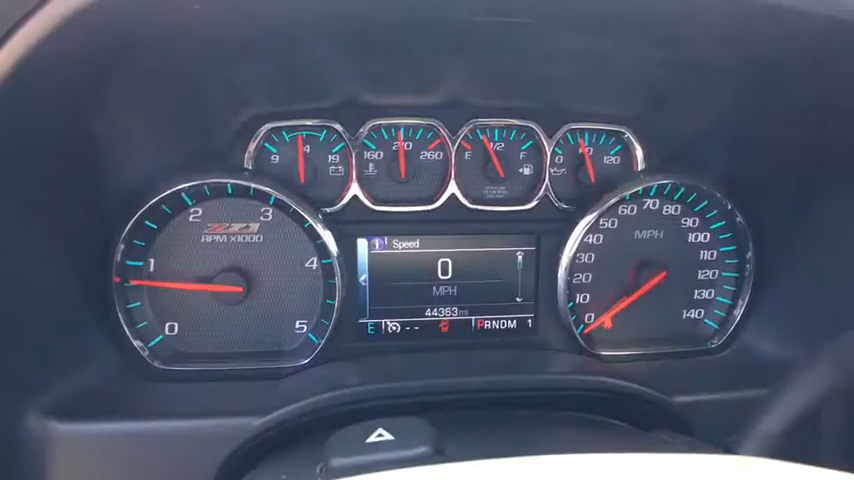 9 4 19
160 210 260
E 1/2 F
0 80 120
Z71
RPM X1000
0 1 2 3 4 5
Speed
0
MPH
44363mi
E -- PRNDM 1
MPH
0 10 20 30 40 50 60 70 80 90 100 110 120 130 140